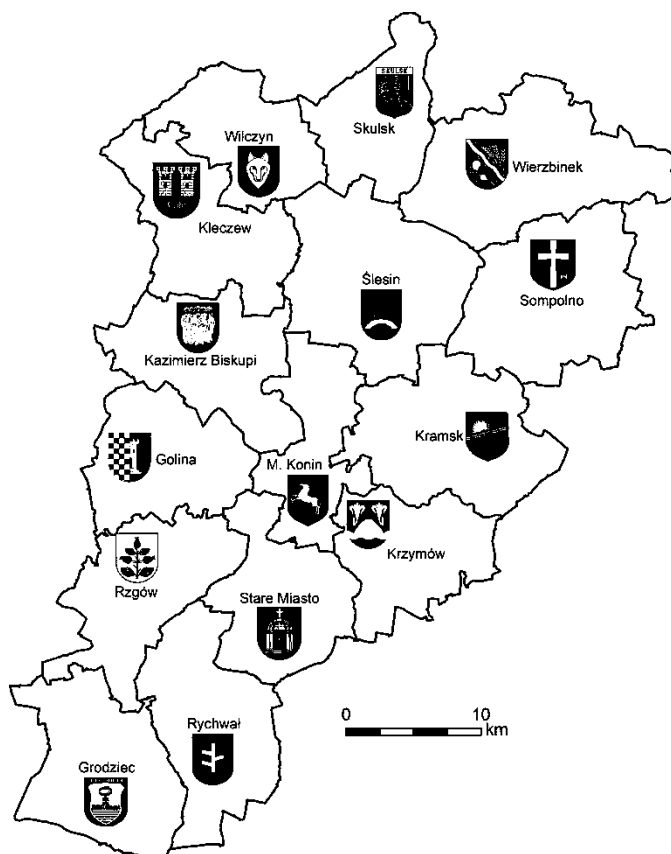 SKULSK
Skulsk
Wilczyn
Wierzbinek
Kleczew
Ślesin
Sompolno
Kazimierz Biskupi
Golina
M. Konin
Kramsk
Krzymów
Rzgów
Stare Miasto
0 10
km
Rychwał
Grodziec